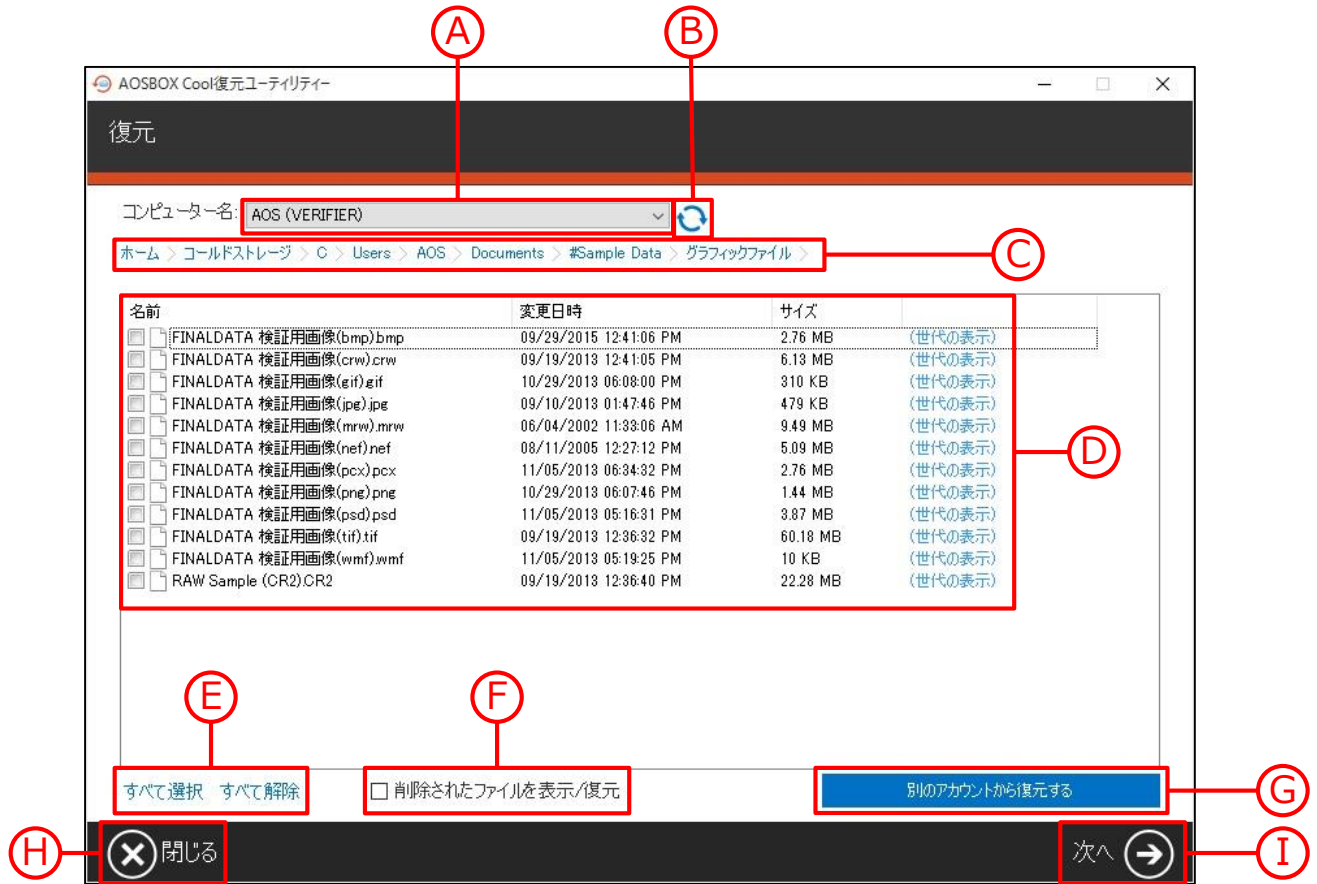 A B
AOSBOX Cool復元ユーティリティー
復元
コンピューター名: AOS (VERIFIER)
ホーム > コールドストレージ > C > Users > AOS > Documents > #Sample Data > グラフィックファイル >
C
名前 変更日時 サイズ
FINALDATA 検証用画像(bmp).bmp 09/29/2015 12:41:06 PM 2.76 MB (世代の表示)
FINALDATA 検証用画像(crw).crw 09/19/2013 12:41:05 PM 6.13 MB (世代の表示)
FINALDATA 検証用画像(gif).gif 10/29/2013 06:08:00 PM 310 KB (世代の表示)
FINALDATA 検証用画像(jpg).jpg 09/10/2013 01:47:46 PM 479 KB (世代の表示)
FINALDATA 検証用画像(mrw).mrw 06/04/2002 11:33:06 AM 9.49 MB (世代の表示)
FINALDATA 検証用画像(nef).nef 08/11/2005 12:27:12 PM 5.09 MB (世代の表示)
D
FINALDATA 検証用画像(pcx).pcx 11/05/2013 06:34:32 PM 2.76 MB (世代の表示)
FINALDATA 検証用画像(png).png 10/29/2013 06:07:46 PM 1.44 MB (世代の表示)
FINALDATA 検証用画像(psd).psd 11/05/2013 05:16:31 PM 3.87 MB (世代の表示)
FINALDATA 検証用画像(tif).tif 09/19/2013 12:36:32 PM 60.18 MB (世代の表示)
FINALDATA 検証用画像(wmf).wmf 11/05/2013 05:19:25 PM 10 KB (世代の表示)
RAW Sample (CR2).CR2 09/19/2013 12:36:40 PM 22.28 MB (世代の表示)
E F
すべて選択 すべて解除 削除されたファイルを表示/復元 別のアカウントから復元する G
H 閉じる 次へ I